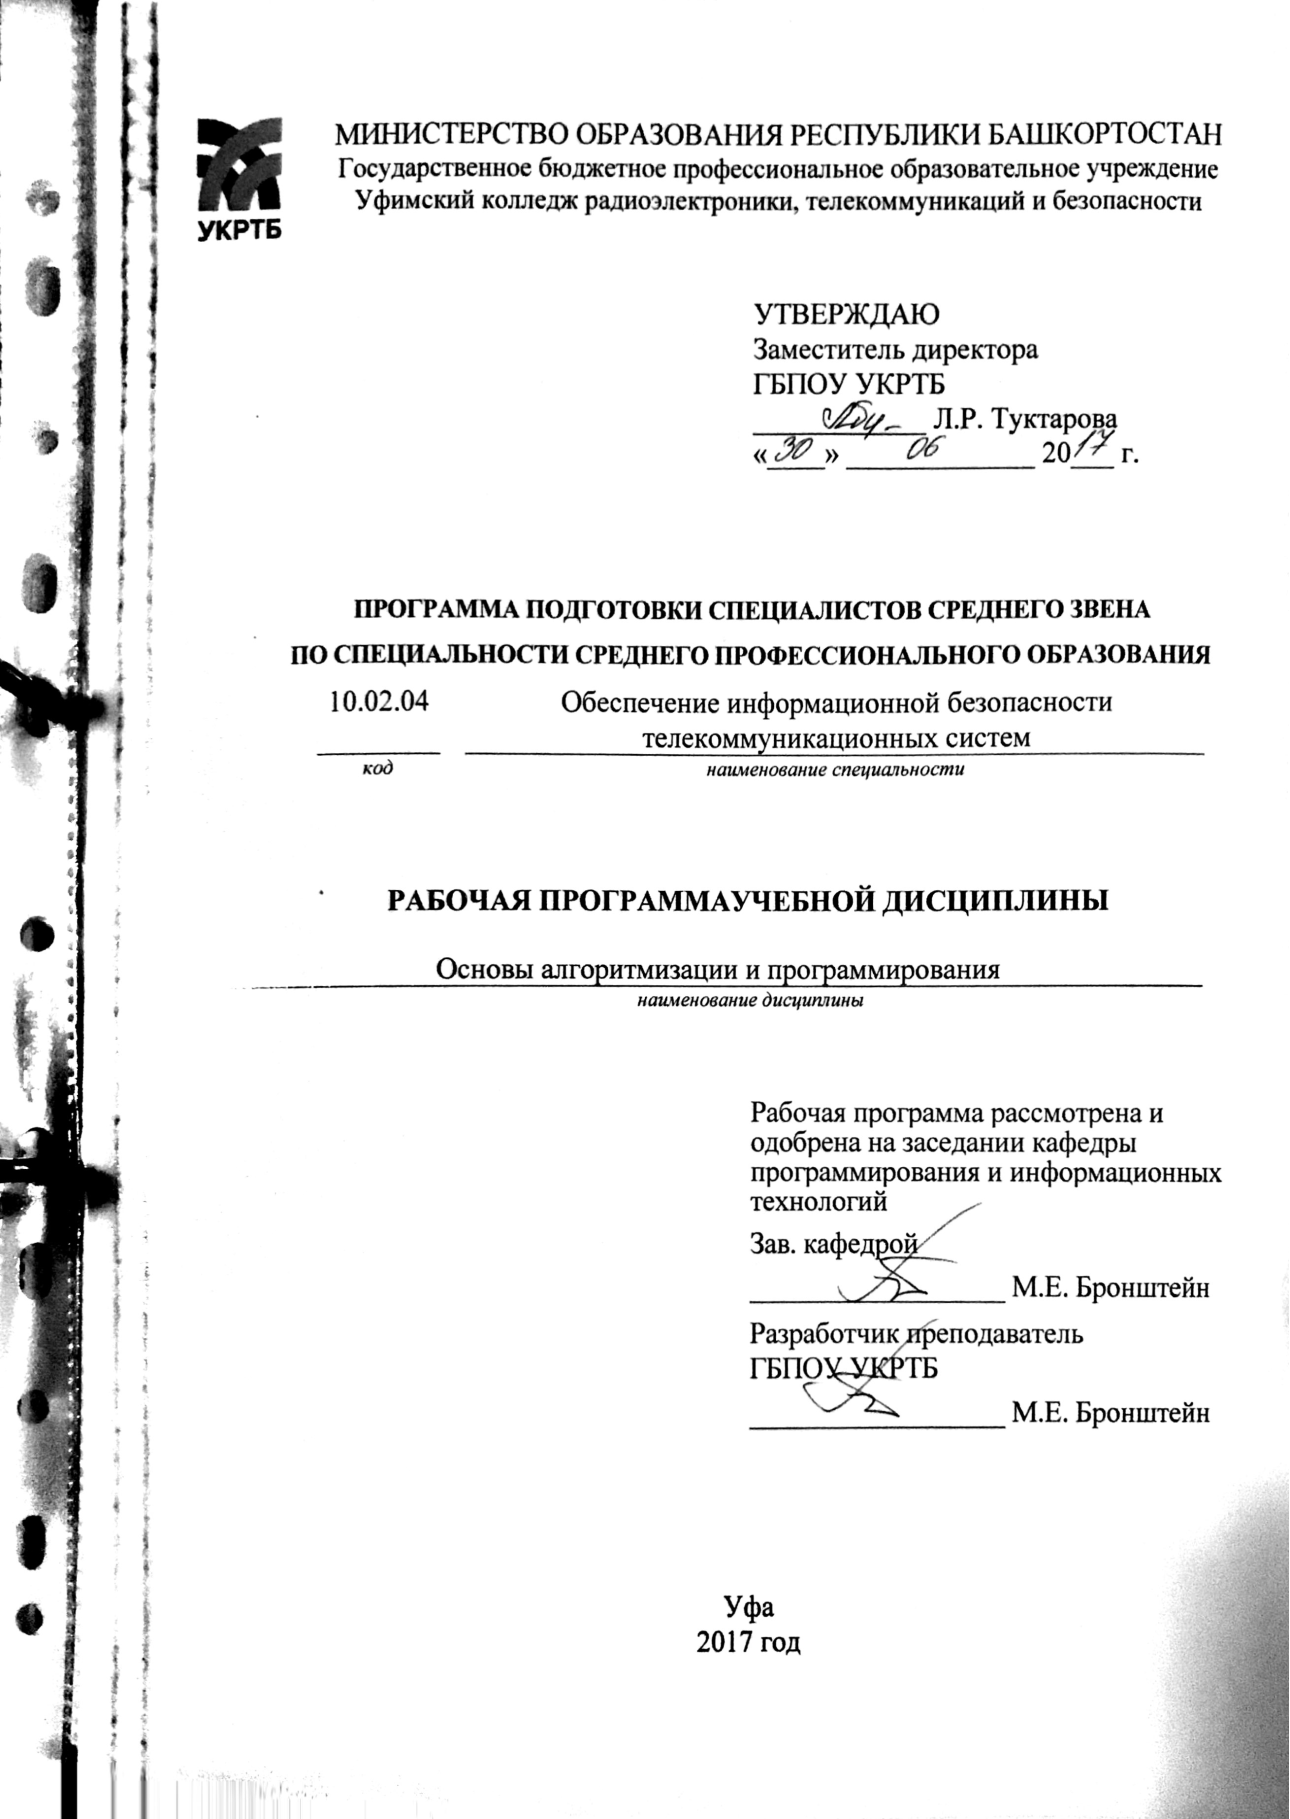 МИНИСТЕРСТВО ОБРАЗОВАНИЯ РЕСПУБЛИКИ БАШКОРТОСТАН
Государственное бюджетное профессиональное образовательное учреждение
Уфимский колледж радиоэлектроники, телекоммуникаций и безопасности
УКРТБ
УТВЕРЖДАЮ
Заместитель директора
ГБПОУ УКРТБ
Л.Р. Туктарова
«30» 06 2017 г.
ПРОГРАММА ПОДГОТОВКИ СПЕЦИАЛИСТОВ СРЕДНЕГО ЗВЕНА
ПО СПЕЦИАЛЬНОСТИ СРЕДНЕГО ПРОФЕССИОНАЛЬНОГО ОБРАЗОВАНИЯ
10.02.04 Обеспечение информационной безопасности
телекоммуникационных систем
код наименование специальности
РАБОЧАЯ ПРОГРАММАУЧЕБНОЙ ДИСЦИПЛИНЫ
Основы алгоритмизации и программирования
наименование дисциплины
Рабочая программа рассмотрена и
одобрена на заседании кафедры
программирования и информационных
технологий
Зав. кафедрой
М.Е. Бронштейн
Разработчик преподаватель
ГБПОУ УКРТБ
М.Е. Бронштейн
Уфа
2017 год